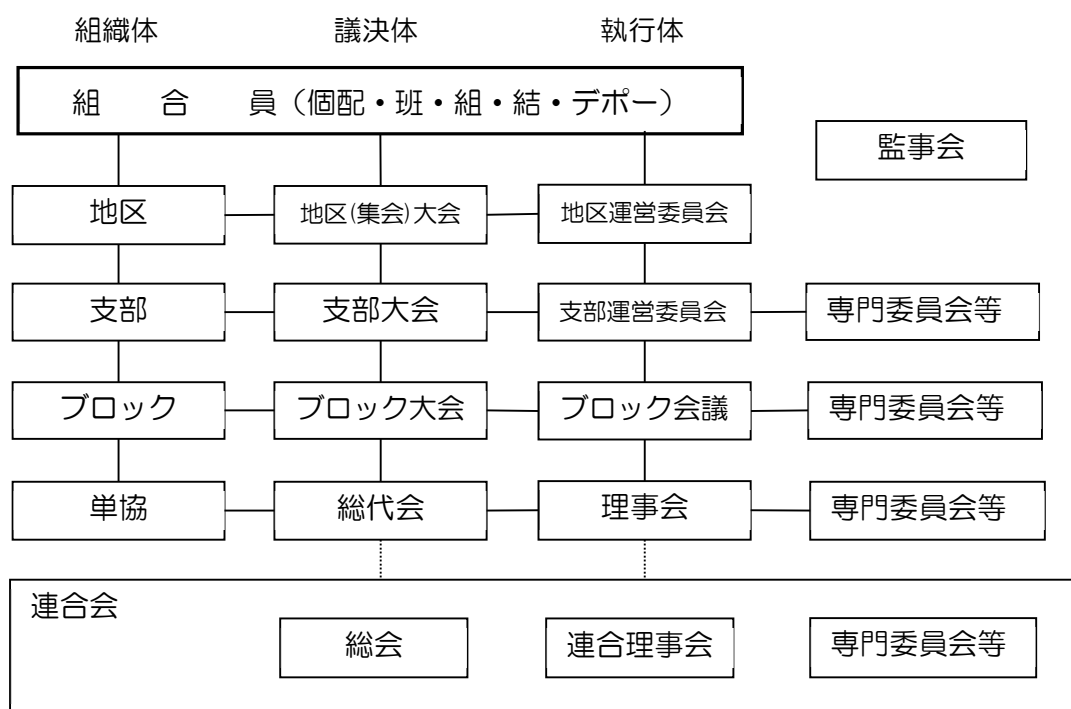 組織体 議決体 執行体
組 合 員（個配・班・組・結・デポー）
監事会
地区 地区(集会)大会 地区運営委員会
支部 支部大会 支部運営委員会 専門委員会等
ブロック ブロック大会 ブロック会議 専門委員会等
単協 総代会 理事会 専門委員会等
連合会
総会 連合理事会 専門委員会等